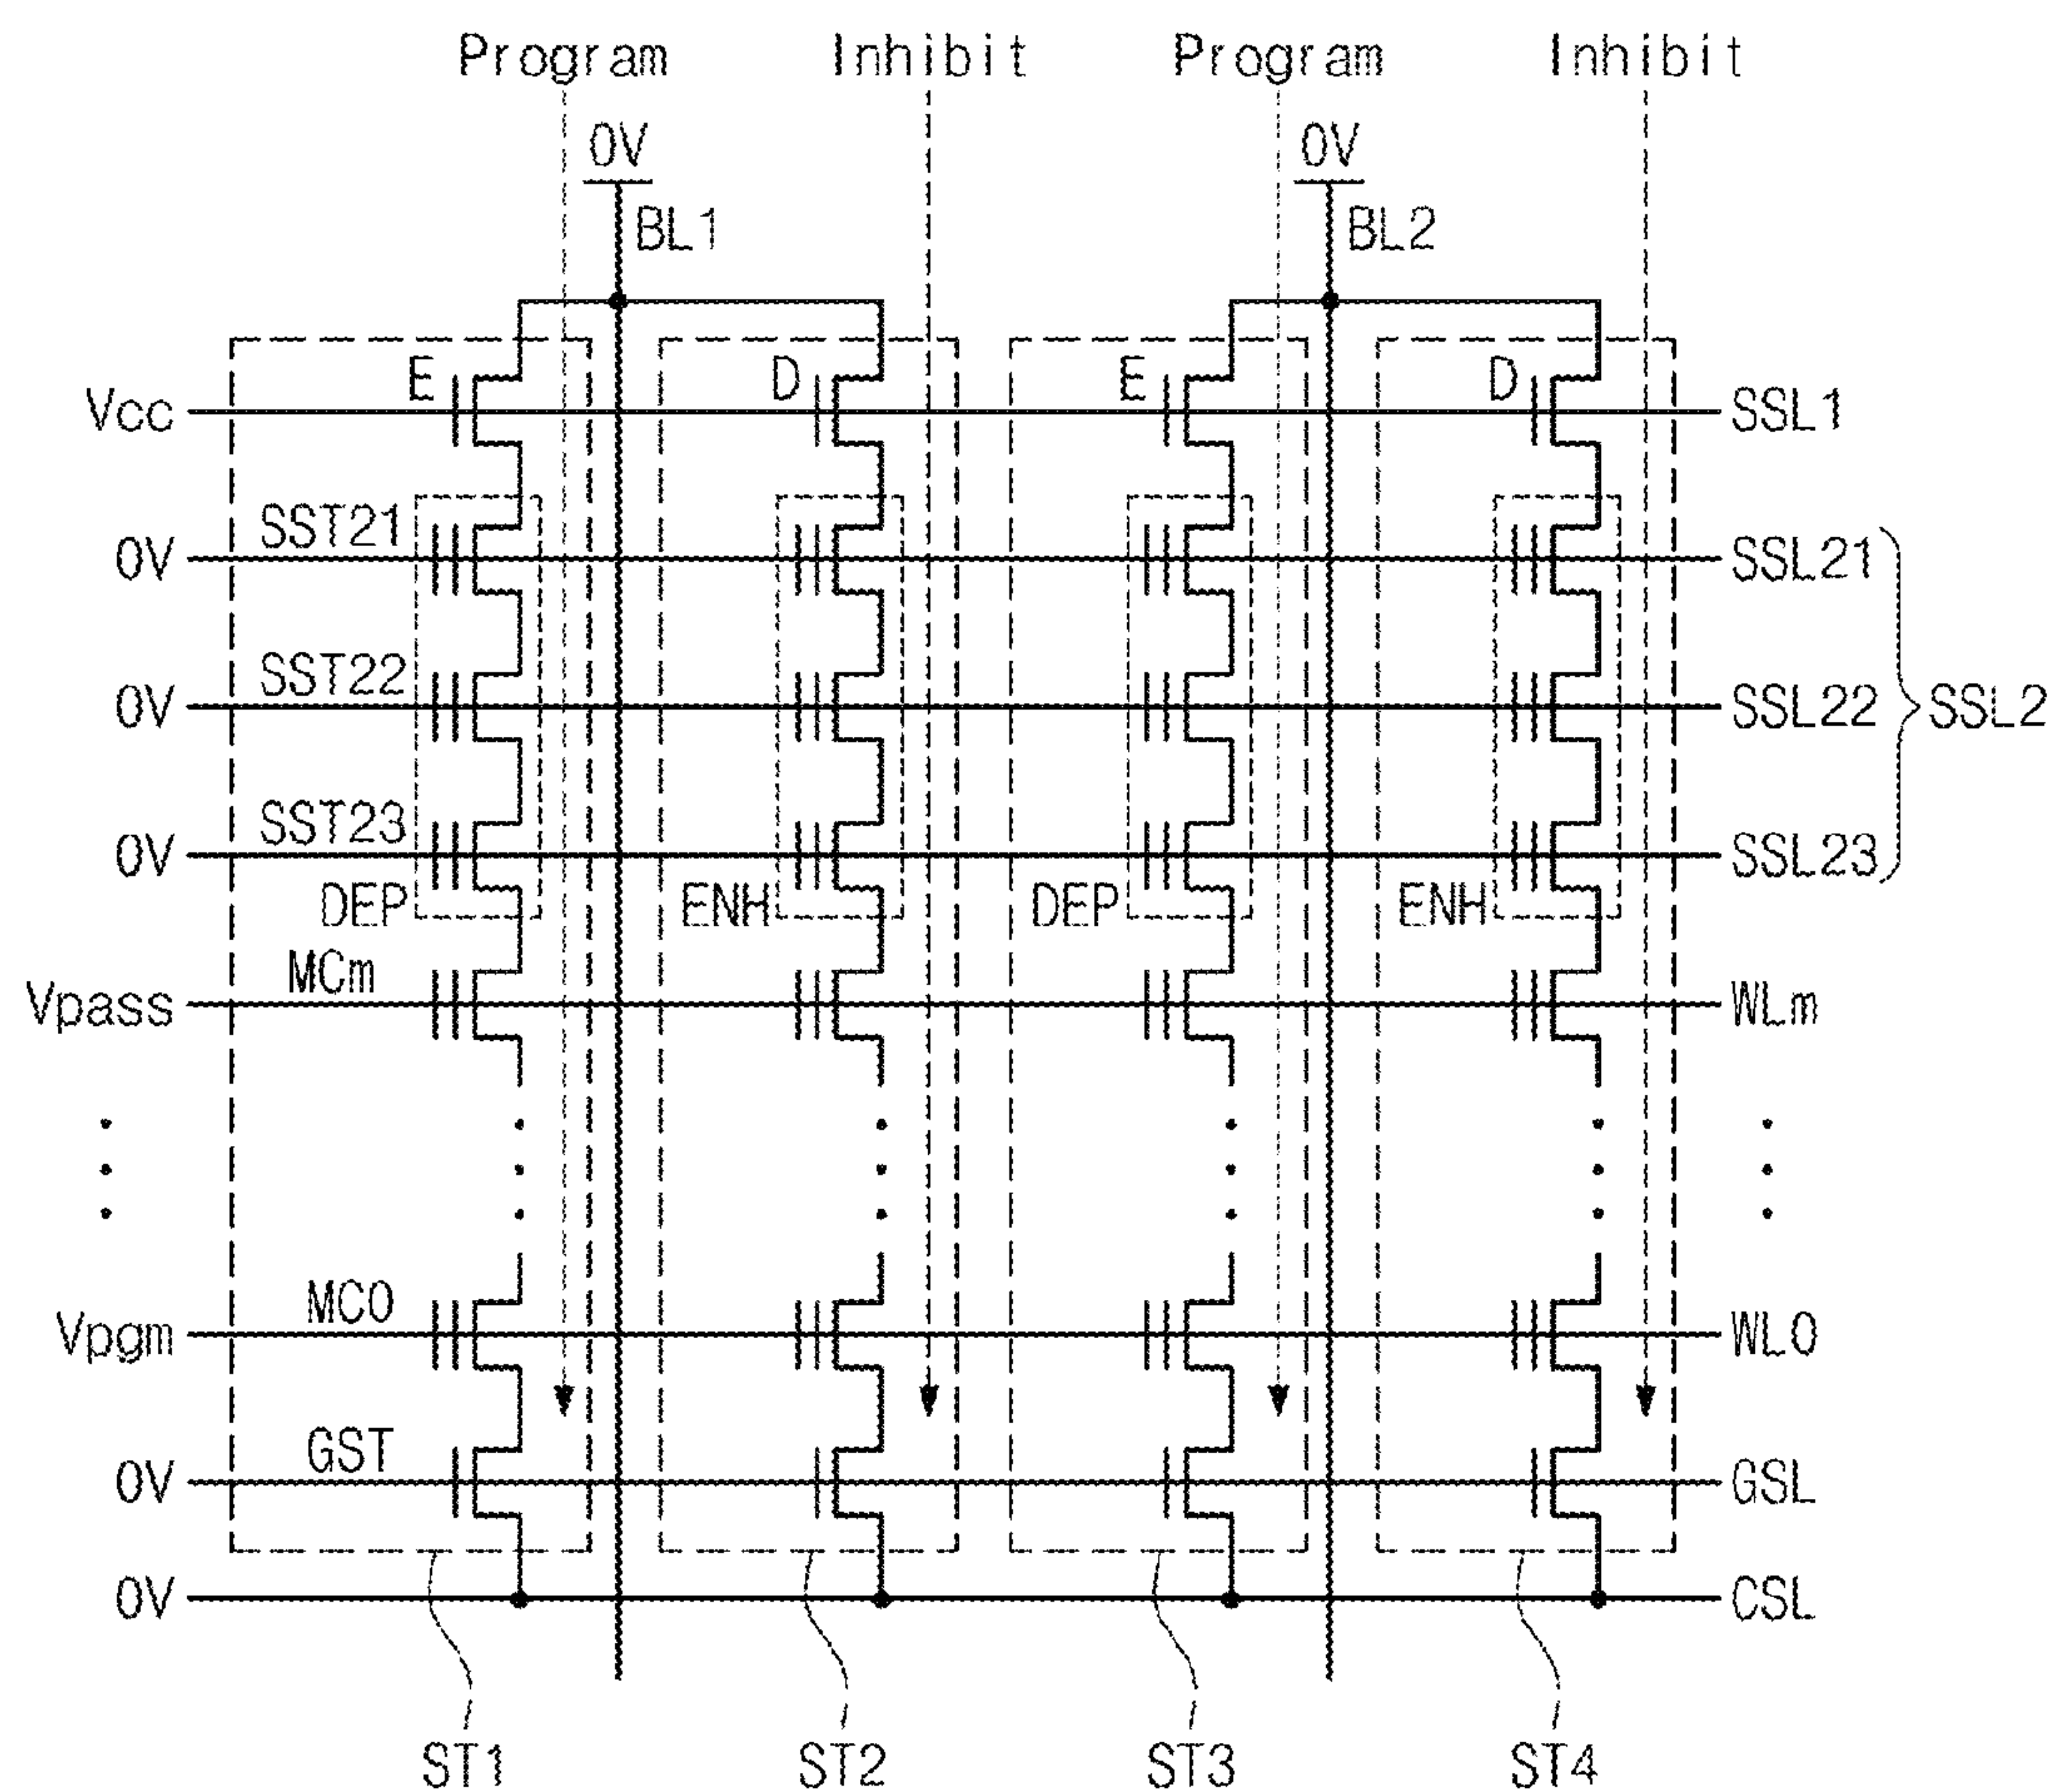 Program Inhibit Program Inhibit
0V 0V
BL1 BL2
E D E D
Vcc SSL1
SST21
0V SSL21
SST22
0V SSL22 SSL2
SST23
0V SSL23
DEP ENH DEP ENH
MCm
Vpass WLm
MC0
Vpgm WL0
GST
0V GSL
0V CSL
ST1 ST2 ST3 ST4